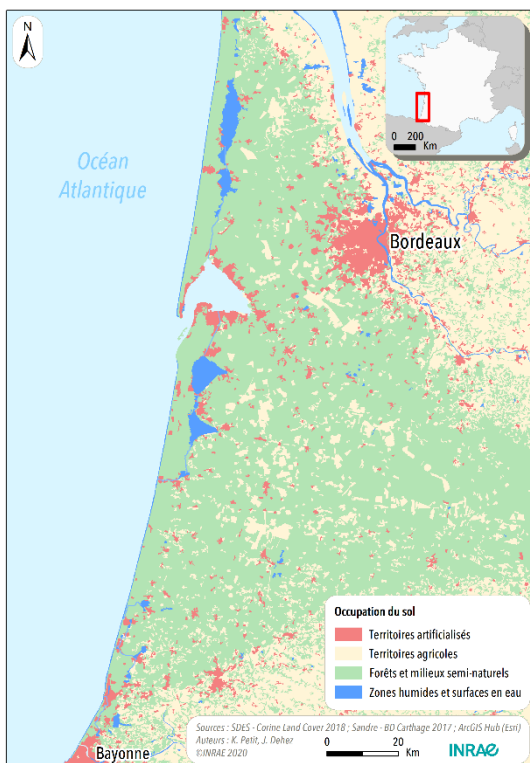 N
0 200
Km
Océan
Atlantique
Bordeaux
Bayonne
Occupation du sol
Territoires artificialisés
Territoires agricoles
Forêts et milieux semi-naturels
Zones humides et surfaces en eau
Sources : SDES - Corine Land Cover 2018 ; Sandre - BD Carthage 2017 ; ArcGIS Hub (Esri)
Auteurs : K. Petit, J. Dehez
©INRAE 2020
0 20
Km
INRAE